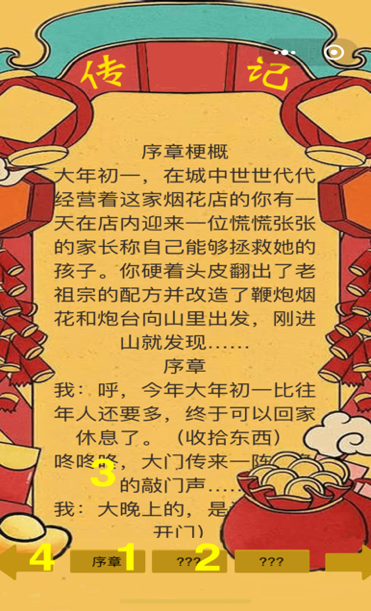 传记
序章梗概
大年初一，在城中世世代代
经营着这家烟花店的你有一
天在店内迎来一位慌慌张张
的家长称自己能够拯救她的
孩子。你硬着头皮翻出了老
祖宗的配方并改造了鞭炮烟
花和炮台向山里出发，刚进
山就发现……
序章
我：呼，今年大年初一比往
年人还要多，终于可以回家
休息了。（收拾东西）
咚咚咚，大门传来一阵
的敲门声……
3
我：大晚上的，是
开门）
4
序章
1
???
2
???